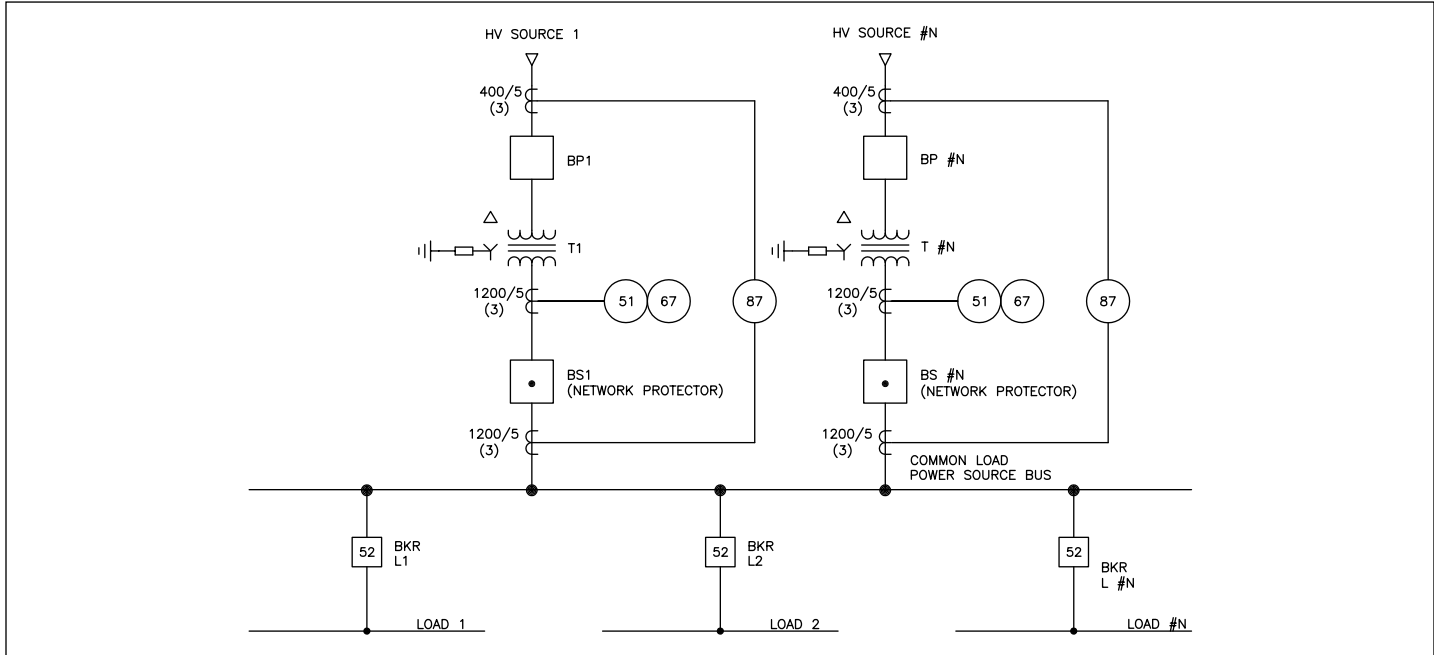 HV SOURCE 1
400/5
(3)
BP1
T1
1200/5
(3)
51
67
87
BS1
(NETWORK PROTECTOR)
1200/5
(3)
HV SOURCE #N
400/5
(3)
BP #N
T #N
1200/5
(3)
51
67
87
BS #N
(NETWORK PROTECTOR)
1200/5
(3)
COMMON LOAD
POWER SOURCE BUS
52
BKR
L1
LOAD 1
52
BKR
L2
LOAD 2
52
BKR
L #N
LOAD #N